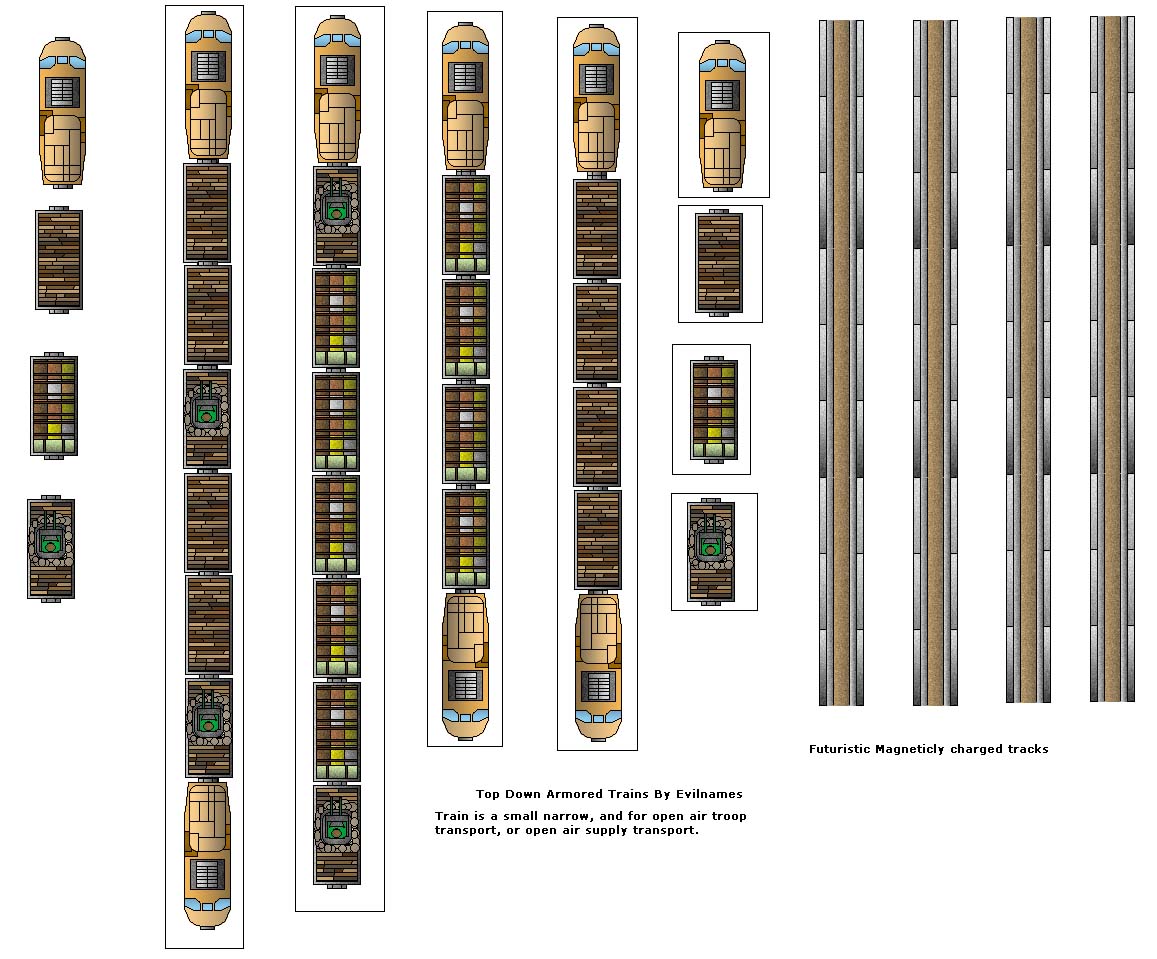 Futuristic Magneticly charged tracks
Top Down Armored Trains By Evilnames
Train is a small narrow, and for open air troop
transport, or open air supply transport.